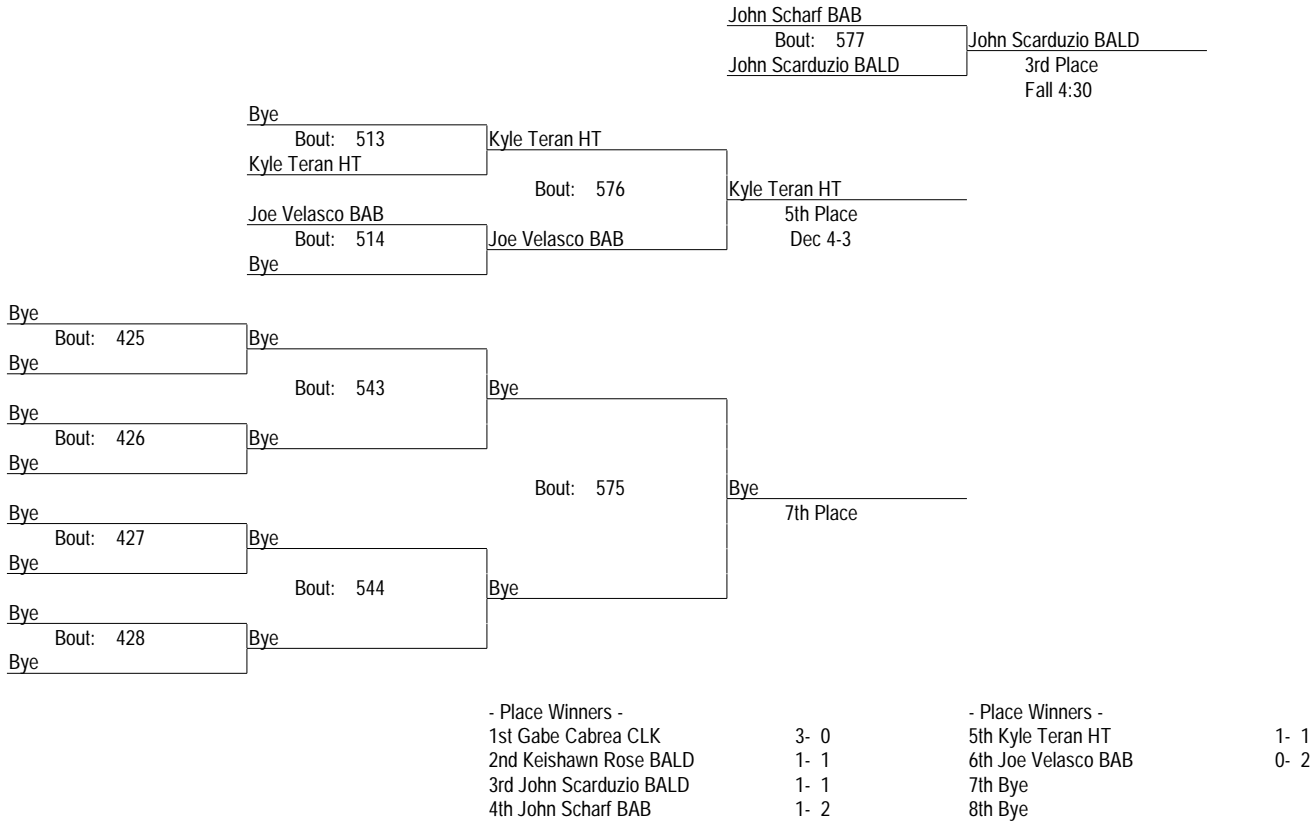 John Scharf BAB
Bout: 577
John Scarduzio BALD
John Scarduzio BALD
3rd Place
Fall 4:30
Bye
Bout: 513
Kyle Teran HT
Kyle Teran HT
Bout: 576
Kyle Teran HT
5th Place
Dec 4-3
Joe Velasco BAB
Bout: 514
Joe Velasco BAB
Bye
Bye
Bout: 425
Bye
Bye
Bout: 543
Bye
Bye
Bout: 426
Bye
Bye
Bout: 575
Bye
7th Place
Bye
Bout: 427
Bye
Bye
Bout: 544
Bye
Bye
Bout: 428
Bye
Bye
- Place Winners -
1st Gabe Cabrea CLK 3- 0
2nd Keishawn Rose BALD 1- 1
3rd John Scarduzio BALD 1- 1
4th John Scharf BAB 1- 2
- Place Winners -
5th Kyle Teran HT 1- 1
6th Joe Velasco BAB 0- 2
7th Bye
8th Bye